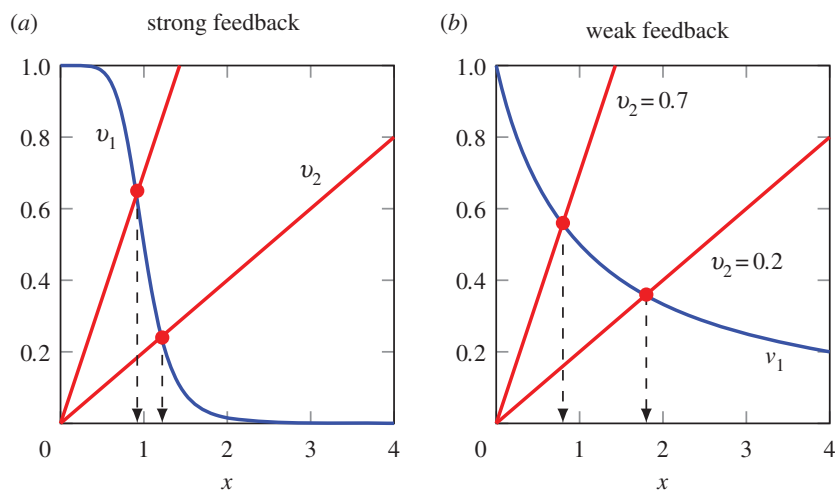 (a) strong feedback
1.0
0.8
0.6
0.4
0.2
0 1 2 3 4
x
υ1
υ2
(b) weak feedback
1.0
0.8
0.6
0.4
0.2
0 1 2 3 4
x
υ2 = 0.7
υ2 = 0.2
v1